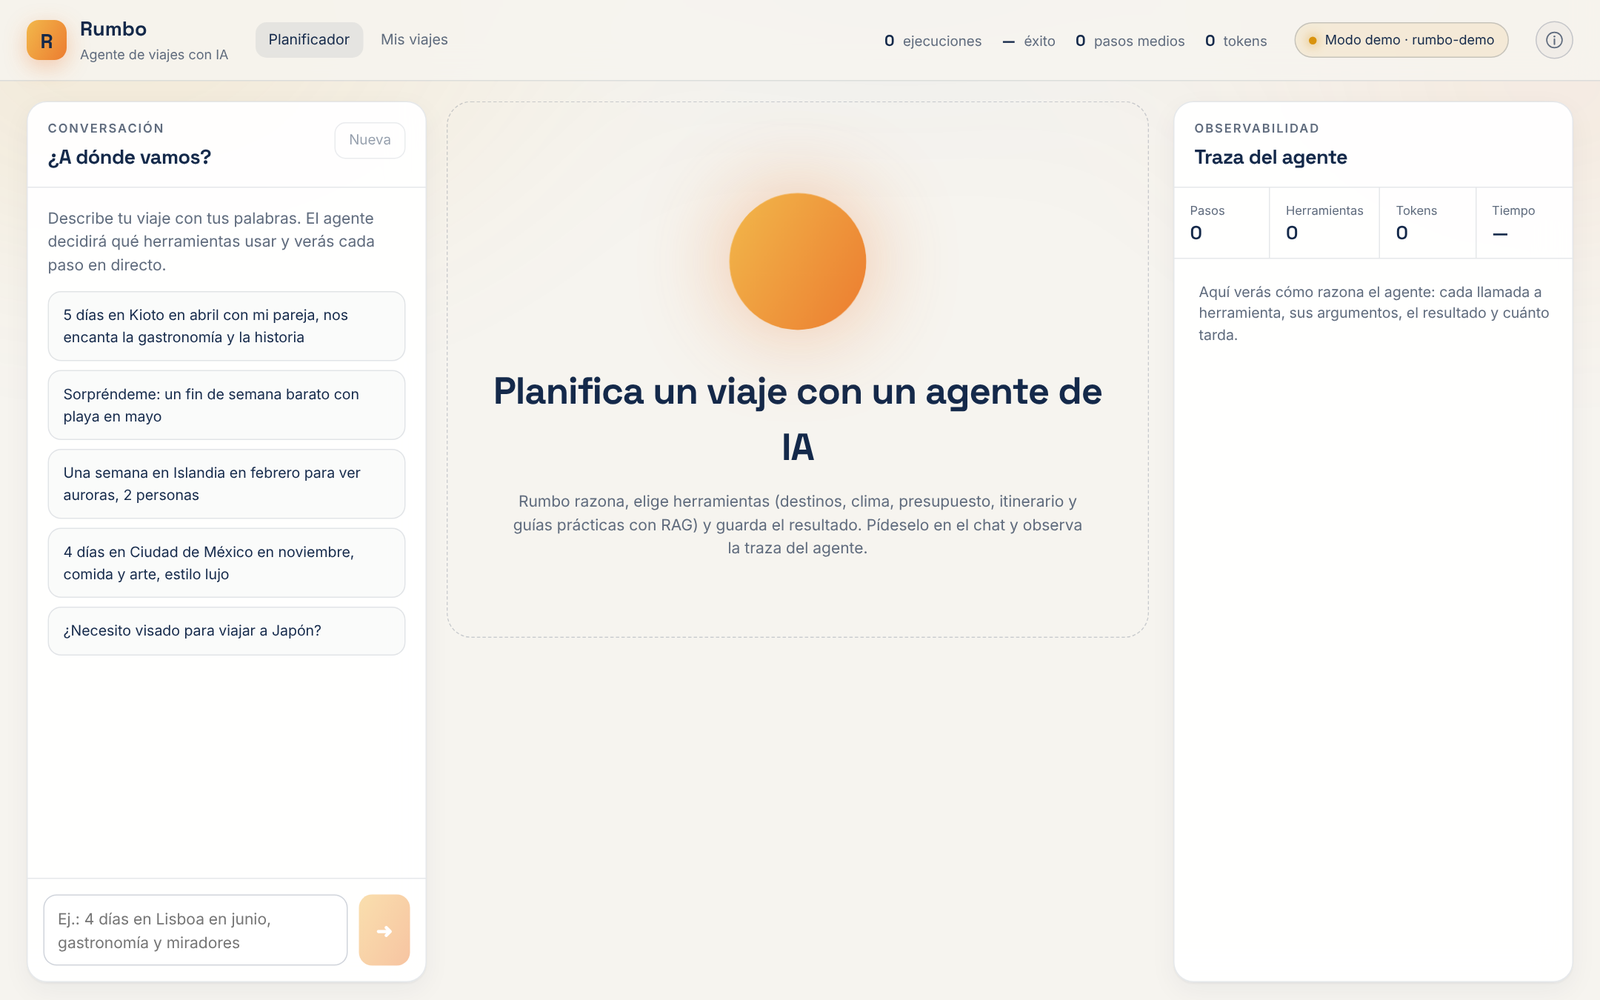 R
Rumbo
Agente de viajes con IA
Planificador
Mis viajes
0 ejecuciones
— éxito
0 pasos medios
0 tokens
Modo demo · rumbo-demo
CONVERSACIÓN
¿A dónde vamos?
Nueva
Describe tu viaje con tus palabras. El agente
decidirá qué herramientas usar y verás cada
paso en directo.
5 días en Kioto en abril con mi pareja, nos
encanta la gastronomía y la historia
Sorpréndeme: un fin de semana barato con
playa en mayo
Una semana en Islandia en febrero para ver
auroras, 2 personas
4 días en Ciudad de México en noviembre,
comida y arte, estilo lujo
¿Necesito visado para viajar a Japón?
Ej.: 4 días en Lisboa en junio,
gastronomía y miradores
Planifica un viaje con un agente de
IA
Rumbo razona, elige herramientas (destinos, clima, presupuesto, itinerario y
guías prácticas con RAG) y guarda el resultado. Pídeselo en el chat y observa
la traza del agente.
OBSERVABILIDAD
Traza del agente
Pasos
0
Herramientas
0
Tokens
0
Tiempo
—
Aquí verás cómo razona el agente: cada llamada a
herramienta, sus argumentos, el resultado y cuánto
tarda.